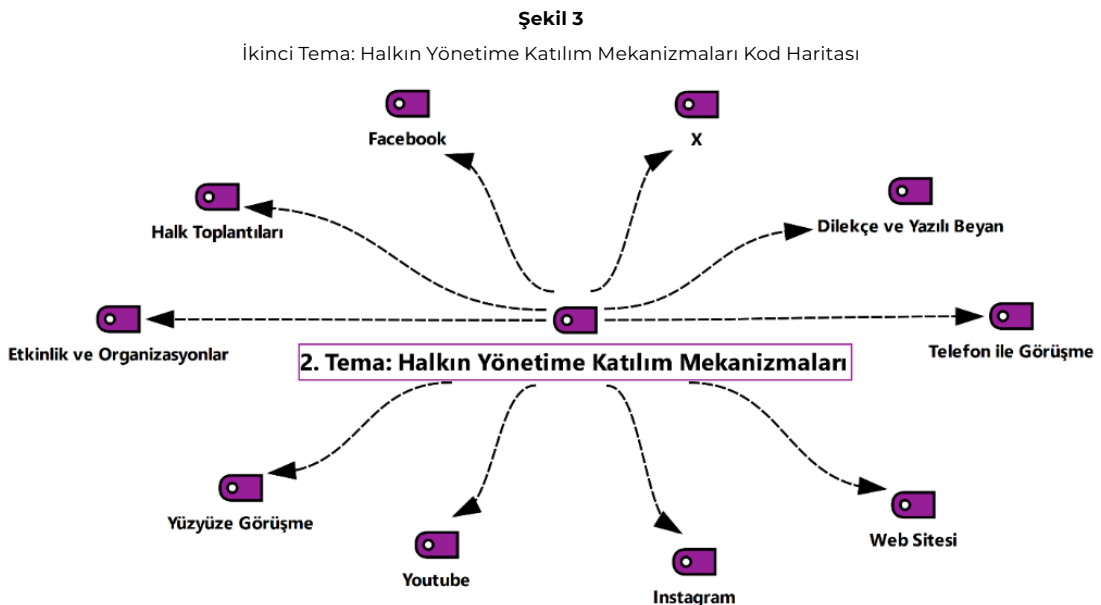 Şekil 3
İkinci Tema: Halkın Yönetime Katılım Mekanizmaları Kod Haritası
Facebook
X
Halk Toplantıları
Dilekçe ve Yazılı Beyan
Etkinlik ve Organizasyonlar
Telefon ile Görüşme
2. Tema: Halkın Yönetime Katılım Mekanizmaları
Yüzyüze Görüşme
Web Sitesi
Youtube
Instagram